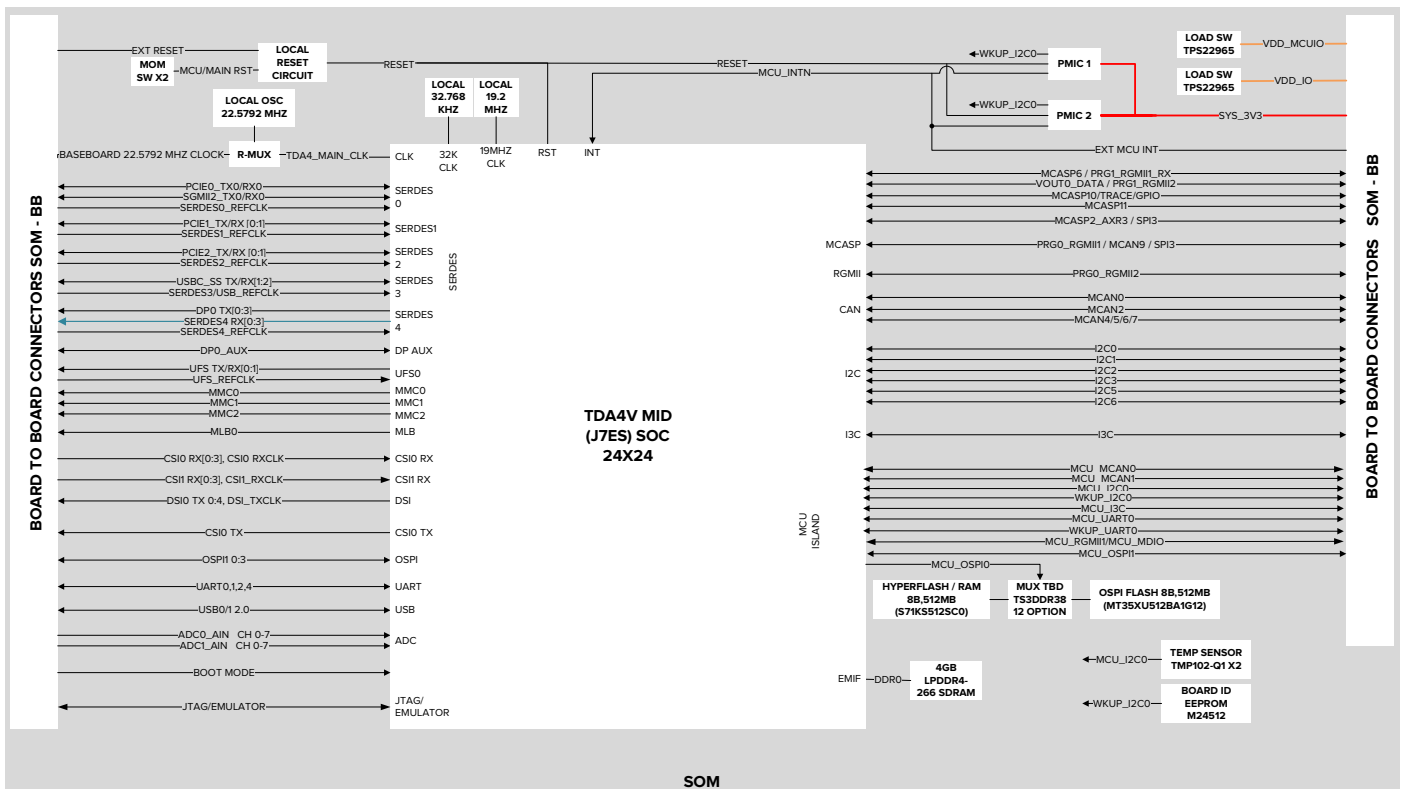 EXT RESET
MOM
SW X2
MCU/MAIN RST
LOCAL
RESET
CIRCUIT
RESET
LOCAL OSC
22.5792 MHZ
LOCAL
32.768
KHZ
LOCAL
19.2
MHZ
RESET
MCU_INTN
WKUP_I2C0
PMIC 1
WKUP_I2C0
PMIC 2
LOAD SW
TPS22965
VDD_MCUIO
LOAD SW
TPS22965
VDD_IO
SYS_3V3
EXT MCU INT
BASEBOARD 22.5792 MHZ CLOCK
R-MUX
TDA4_MAIN_CLK
CLK
32K
CLK
19MHZ
CLK
RST
INT
BOARD TO BOARD CONNECTORS SOM - BB
PCIE0_TX0/RX0
SGMII2_TX0/RX0
SERDES0_REFCLK
SERDES
0
PCIE1_TX/RX [0:1]
SERDES1_REFCLK
SERDES1
PCIE2_TX/RX [0:1]
SERDES2_REFCLK
SERDES
2
SERDES
USBC_SS TX/RX[1:2]
SERDES3/USB_REFCLK
SERDES
3
DP0 TX[0:3]
SERDES4 RX[0:3]
SERDES4_REFCLK
SERDES
4
DP0_AUX
DP AUX
UFS TX/RX[0:1]
UFS_REFCLK
UFS0
MMC0
MMC0
MMC1
MMC1
MMC2
MMC2
MLB0
MLB
CSI0 RX[0:3], CSI0 RXCLK
CSI0 RX
CSI1 RX[0:3], CSI1_RXCLK
CSI1 RX
DSI0 TX 0:4, DSI_TXCLK
DSI
CSI0 TX
CSI0 TX
OSPI1 0:3
OSPI
UART0,1,2,4
UART
USB0/1 2.0
USB
ADC0_AIN CH 0-7
ADC1_AIN CH 0-7
ADC
BOOT MODE
JTAG/EMULATOR
JTAG/
EMULATOR
TDA4V MID
(J7ES) SOC
24X24
MCASP6 / PRG1_RGMII1_RX
VOUT0_DATA / PRG1_RGMII2
MCASP10/TRACE/GPIO
MCASP11
MCASP2_AXR3 / SPI3
MCASP
PRG0_RGMII1 / MCAN9 / SPI3
RGMII
PRG0_RGMII2
CAN
MCAN0
MCAN2
MCAN4/5/6/7
I2C
I2C0
I2C1
I2C2
I2C3
I2C5
I2C6
I3C
I3C
MCU
ISLAND
MCU_MCAN0
MCU_MCAN1
MCU_I2C0
WKUP_I2C0
MCU_I3C
MCU_UART0
WKUP_UART0
MCU_RGMII1/MCU_MDIO
MCU_OSPI1
MCU_OSPI0
HYPERFLASH / RAM
8B,512MB
(S71KS512SC0)
MUX TBD
TS3DDR38
12 OPTION
OSPI FLASH 8B,512MB
(MT35XU512BA1G12)
MCU_I2C0
TEMP SENSOR
TMP102-Q1 X2
EMIF
DDR0
4GB
LPDDR4-
266 SDRAM
WKUP_I2C0
BOARD ID
EEPROM
M24512
BOARD TO BOARD CONNECTORS SOM - BB
SOM